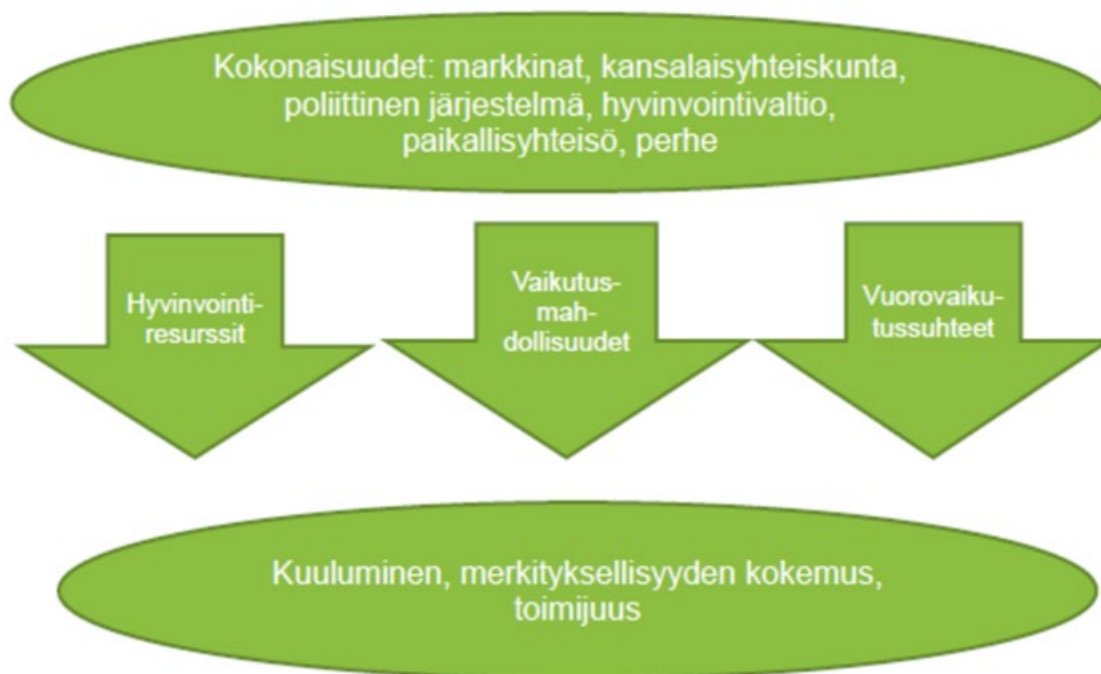 Kokonaisuudet: markkinat, kansalaisyhteiskunta,
poliittinen järjestelmä, hyvinvointivaltio,
paikallisyhteisö, perhe
Hyvinvointi-
resurssit
Vaikutus-
mah-
dollisuudet
Vuorovaiku-
tussuhteet
Kuuluminen, merkityksellisyyden kokemus,
toimijuus